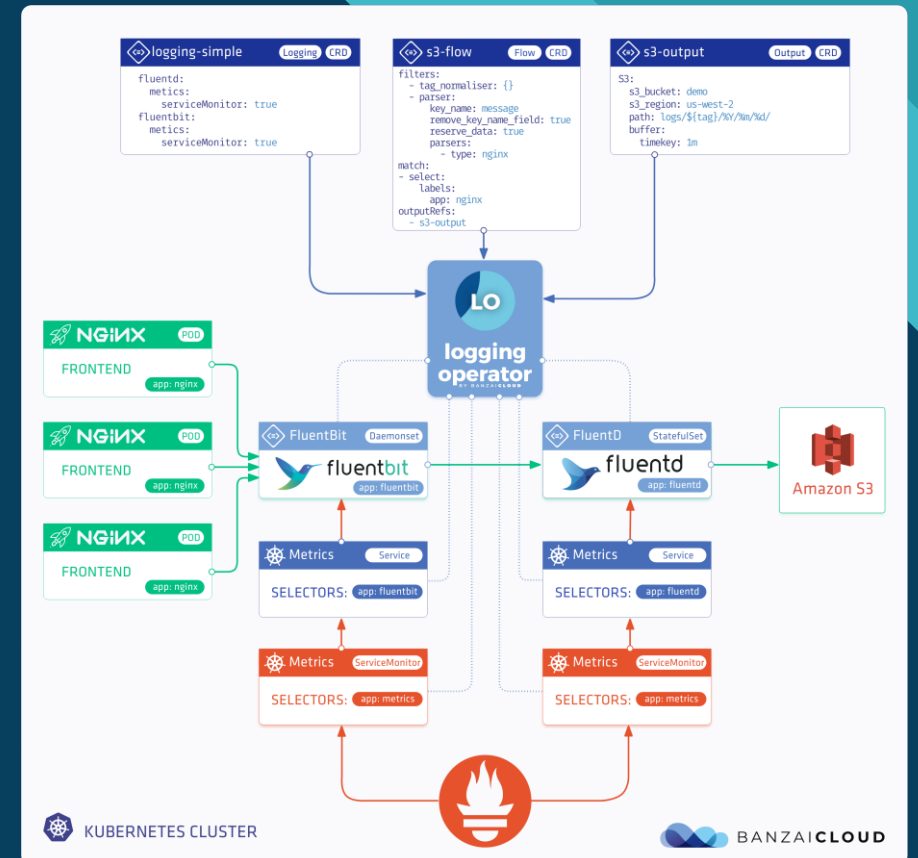 logging-simple Logging CRD
fluentd:
metics:
serviceMonitor: true
fluentbit:
metics:
serviceMonitor: true
s3-flow Flow CRD
filters:
- tag_normaliser: {}
- parser:
key_name: message
remove_key_name_field: true
reserve_data: true
parsers:
- type: nginx
match:
- select:
labels:
app: nginx
outputRefs:
- s3-output
s3-output Output CRD
S3:
s3_bucket: demo
s3_region: us-west-2
path: logs/${tag}/%Y/%m/%d/
buffer:
timekey: 1m
LO
logging
operator
BY BANZAICLOUD
NGINX POD
FRONTEND
app: nginx
NGINX POD
FRONTEND
app: nginx
NGINX POD
FRONTEND
app: nginx
FluentBit Daemonset
fluentbit
app: fluentbit
FluentD StatefulSet
fluentd
app: fluentd
Amazon S3
Metrics Service
SELECTORS: app: fluentbit
Metrics Service
SELECTORS: app: fluentd
Metrics ServiceMonitor
SELECTORS: app: metrics
Metrics ServiceMonitor
SELECTORS: app: metrics
KUBERNETES CLUSTER
BANZAICLOUD